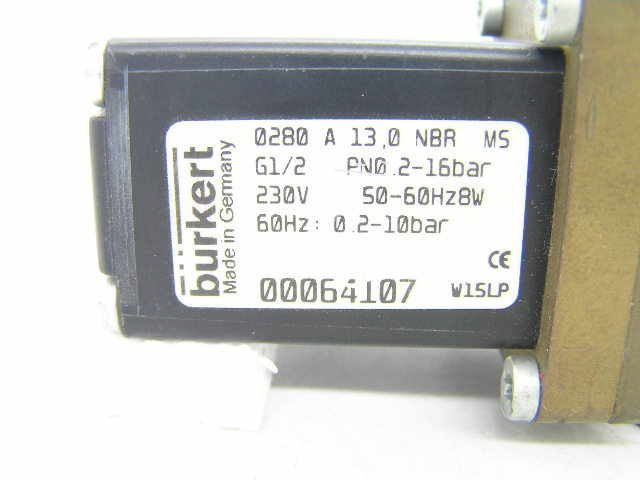 bürkert
Made in Germany
0280 A 13,0 NBR MS
G1/2 PN0.2-16bar
230V 50-60Hz8W
60Hz: 0.2-10bar
CE
00064107 W15LP